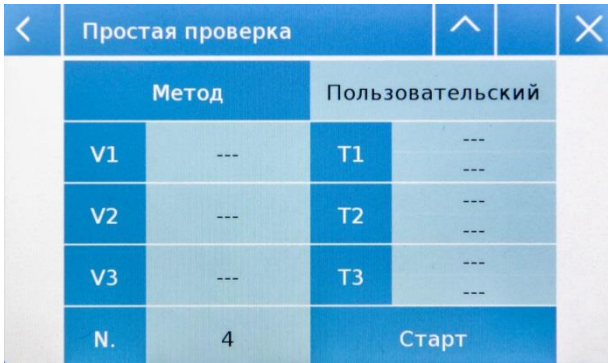 Простая проверка
Метод Пользовательский
V1 --- T1 --- ---
V2 --- T2 --- ---
V3 --- T3 --- ---
N. 4 Старт